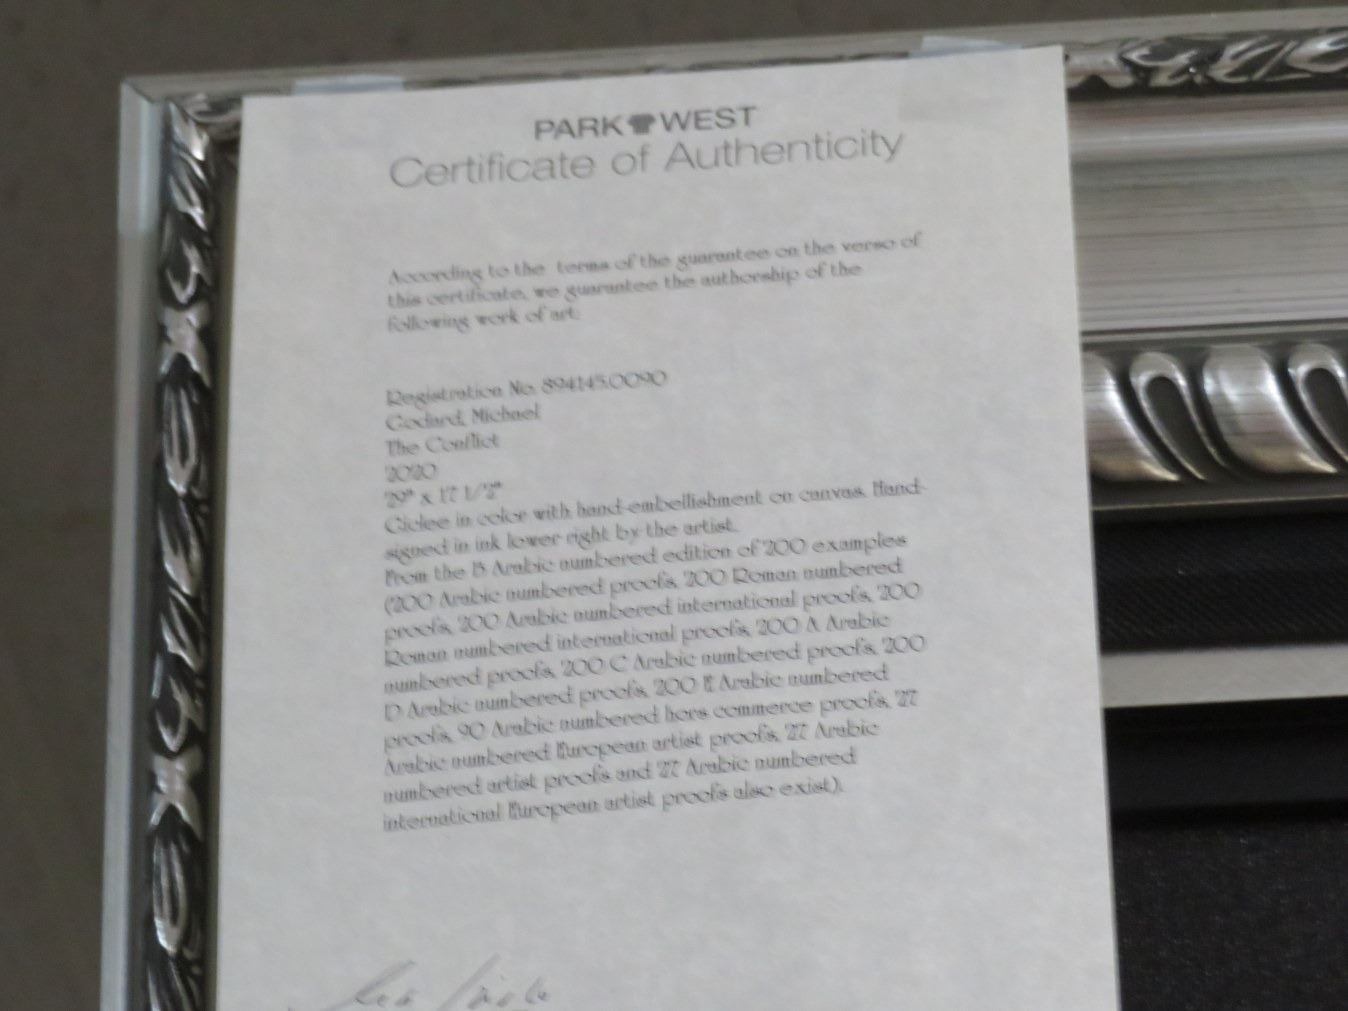 PARK WEST
Certificate of Authenticity
According to the terms of the guarantee on the verso of
this certificate, we guarantee the authorship of the
following work of art:
Registration No. 894145.0090
Godard, Michael
The Conflict
2020
29" x 17 1/2"
Giclee in color with hand-embellishment on canvas. Hand-
signed in ink lower right by the artist.
From the B Arabic numbered edition of 200 examples
(200 Arabic numbered proofs, 200 Roman numbered
proofs, 200 Arabic numbered international proofs, 200
Roman numbered international proofs, 200 A Arabic
numbered proofs, 200 C Arabic numbered proofs, 200
D Arabic numbered proofs, 200 E Arabic numbered
proofs, 90 Arabic numbered hors commerce proofs, 27
Arabic numbered European artist proofs, 27 Arabic
numbered artist proofs and 27 Arabic numbered
international European artist proofs also exist).